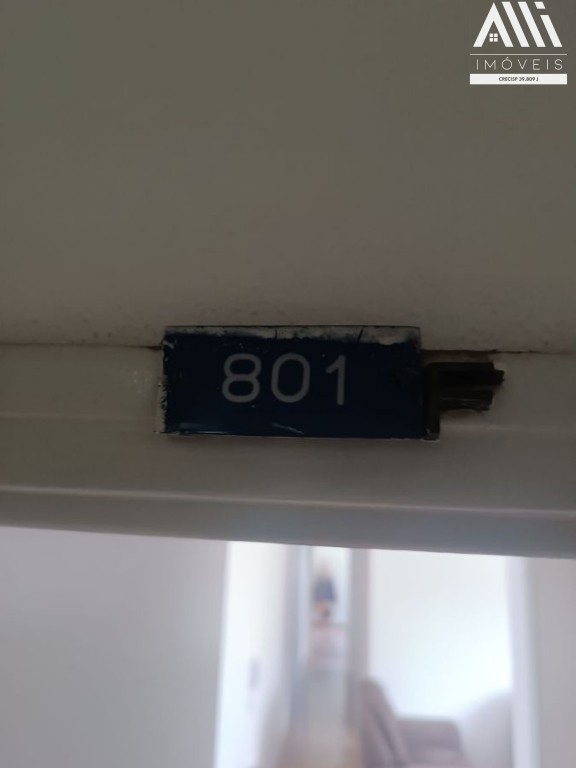 Alli
IMÓVEIS
CRECISP 39.809 J
801